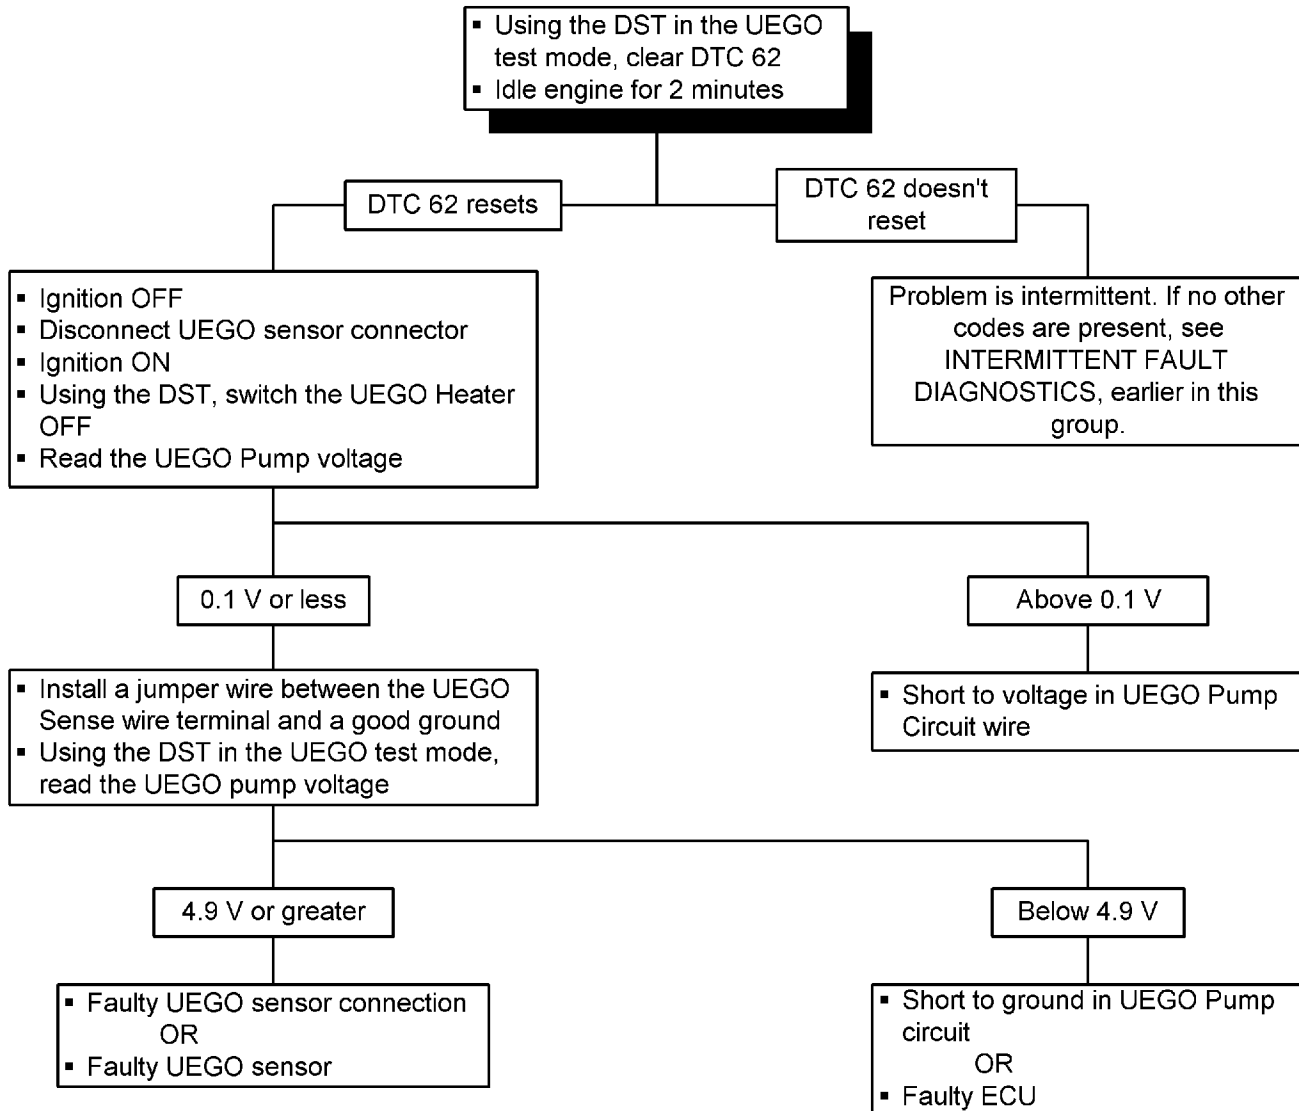 ▪ Using the DST in the UEGO
test mode, clear DTC 62
▪ Idle engine for 2 minutes
DTC 62 resets
DTC 62 doesn't
reset
▪ Ignition OFF
▪ Disconnect UEGO sensor connector
▪ Ignition ON
▪ Using the DST, switch the UEGO Heater
OFF
▪ Read the UEGO Pump voltage
Problem is intermittent. If no other
codes are present, see
INTERMITTENT FAULT
DIAGNOSTICS, earlier in this
group.
0.1 V or less
Above 0.1 V
▪ Install a jumper wire between the UEGO
Sense wire terminal and a good ground
▪ Using the DST in the UEGO test mode,
read the UEGO pump voltage
▪ Short to voltage in UEGO Pump
Circuit wire
4.9 V or greater
Below 4.9 V
▪ Faulty UEGO sensor connection
OR
▪ Faulty UEGO sensor
▪ Short to ground in UEGO Pump
circuit
OR
▪ Faulty ECU